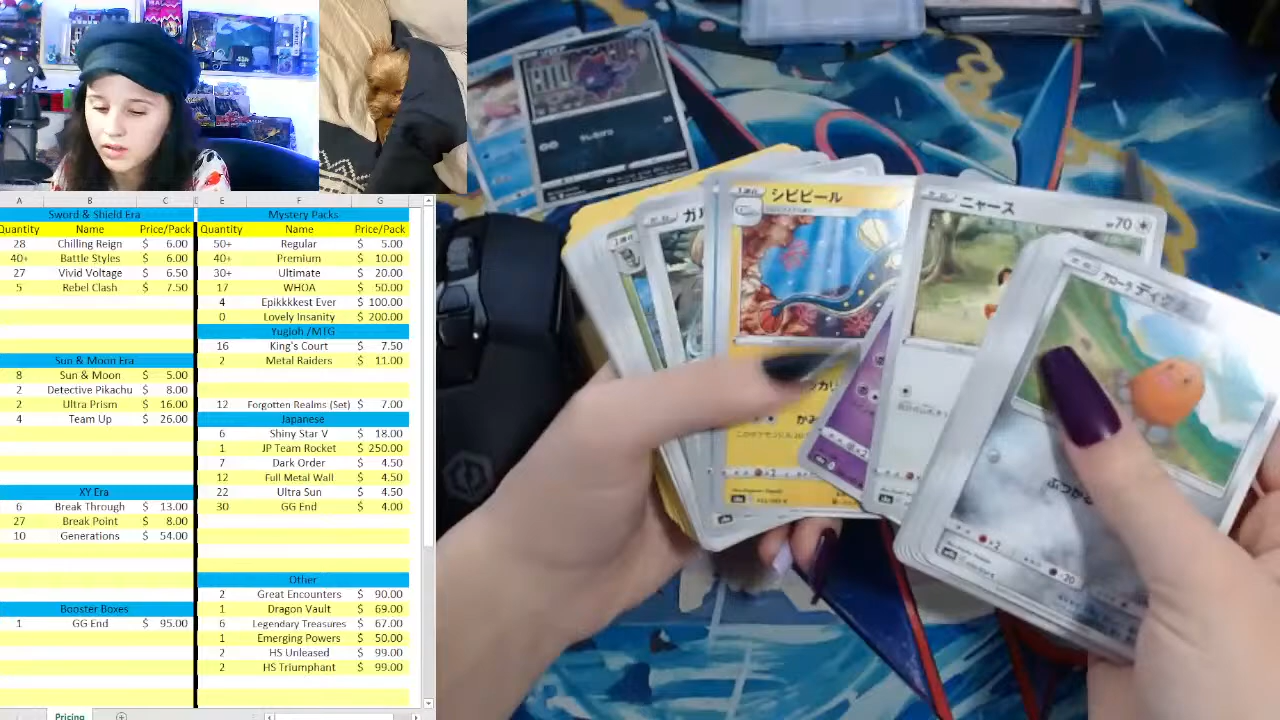 A B C E F G
Sword & Shield Era
Quantity Name Price/Pack
28 Chilling Reign $ 6.00
40+ Battle Styles $ 6.00
27 Vivid Voltage $ 6.50
5 Rebel Clash $ 7.50
Sun & Moon Era
8 Sun & Moon $ 5.00
2 Detective Pikachu $ 8.00
2 Ultra Prism $ 16.00
4 Team Up $ 26.00
XY Era
6 Break Through $ 13.00
27 Break Point $ 8.00
10 Generations $ 54.00
Booster Boxes
1 GG End $ 95.00
Mystery Packs
Quantity Name Price/Pack
50+ Regular $ 5.00
40+ Premium $ 10.00
30+ Ultimate $ 20.00
17 WHOA $ 50.00
4 Epikkkkest Ever $ 100.00
0 Lovely Insanity $ 200.00
Yugioh /MTG
16 King's Court $ 7.50
2 Metal Raiders $ 11.00
12 Forgotten Realms (Set) $ 7.00
Japanese
6 Shiny Star V $ 18.00
1 JP Team Rocket $ 250.00
7 Dark Order $ 4.50
12 Full Metal Wall $ 4.50
22 Ultra Sun $ 4.50
30 GG End $ 4.00
Other
2 Great Encounters $ 90.00
1 Dragon Vault $ 69.00
6 Legendary Treasures $ 67.00
1 Emerging Powers $ 50.00
2 HS Unleased $ 99.00
2 HS Triumphant $ 99.00
Pricing
シビビール
ニャース
70
アローラ ディグ